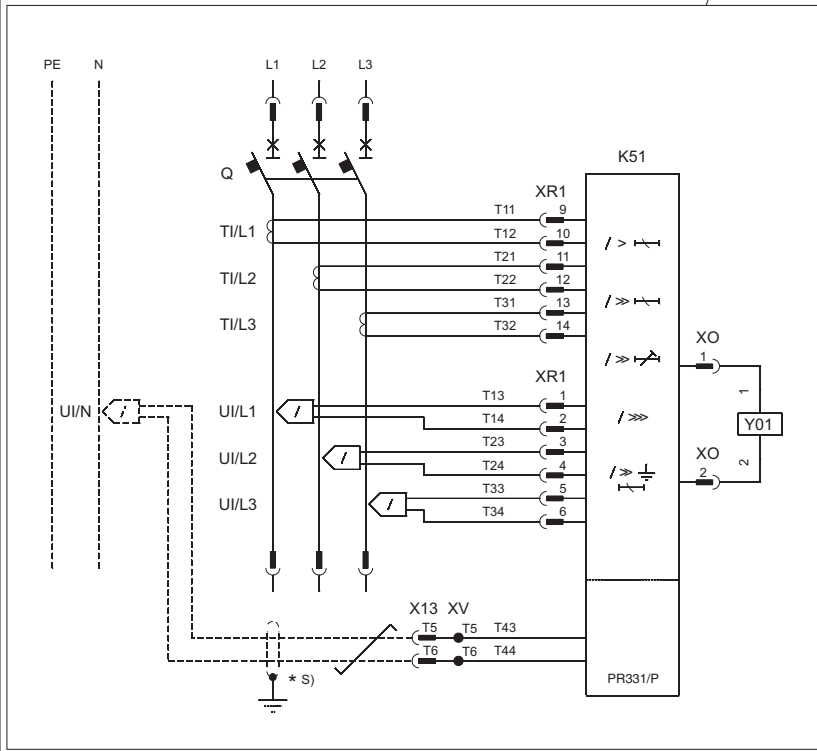 PE N L1 L2 L3
Q
K51
XR1
T11 9
TI/L1 T12 10 / >
T21 11
TI/L2 T22 12
T31 13 / >>
TI/L3 T32 14
XO
/ >> 1
XR1
T13 1 1
UI/N / UI/L1 / T14 2 / >>> Y01
T23 3
UI/L2 / T24 4 2 XO
/ >> 2
T33 5
UI/L3 / T34 6
X13 XV
T5 T5 T43
T6 T6 T44
* S) PR331/P